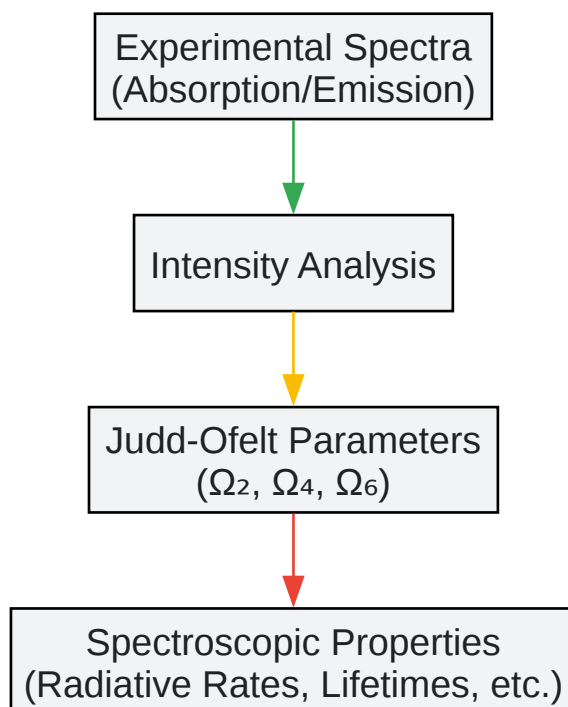 Experimental Spectra
(Absorption/Emission)
Intensity Analysis
Judd-Ofelt Parameters
(Ω₂, Ω₄, Ω₆)
Spectroscopic Properties
(Radiative Rates, Lifetimes, etc.)